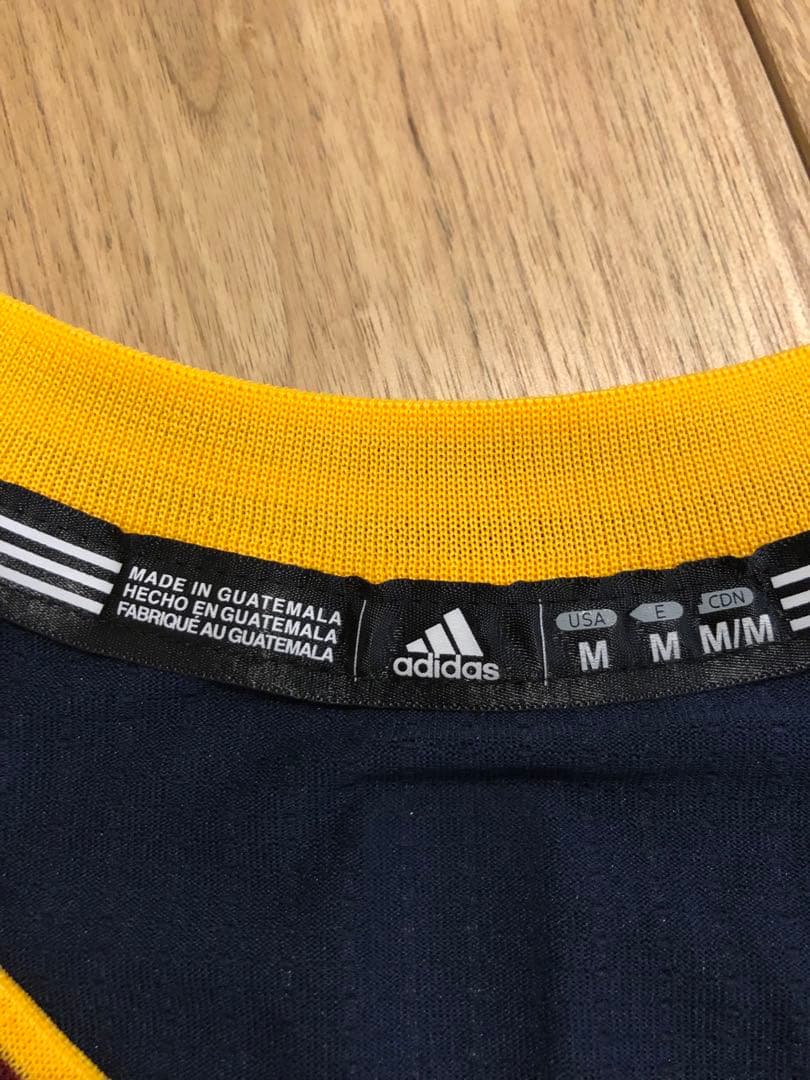 MADE IN GUATEMALA
HECHO EN GUATEMALA
FABRIQUÉ AU GUATEMALA
adidas
USA E CDN
M M M/M